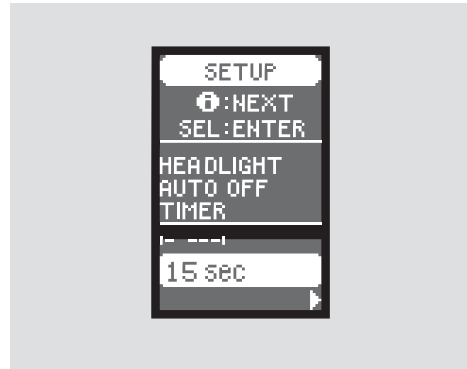 SETUP
i:NEXT
SEL:ENTER
HEADLIGHT
AUTO OFF
TIMER
15 sec